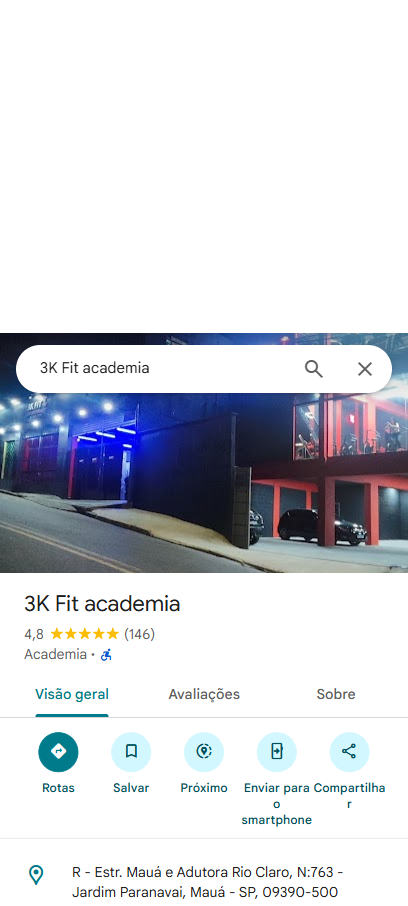 3K Fit academia
3K Fit academia
4,8 (146)
Academia ·
Visão geral Avaliações Sobre
Rotas Salvar Próximo Enviar para o smartphone Compartilhar
R - Estr. Mauá e Adutora Rio Claro, N:763 -
Jardim Paranavai, Mauá - SP, 09390-500